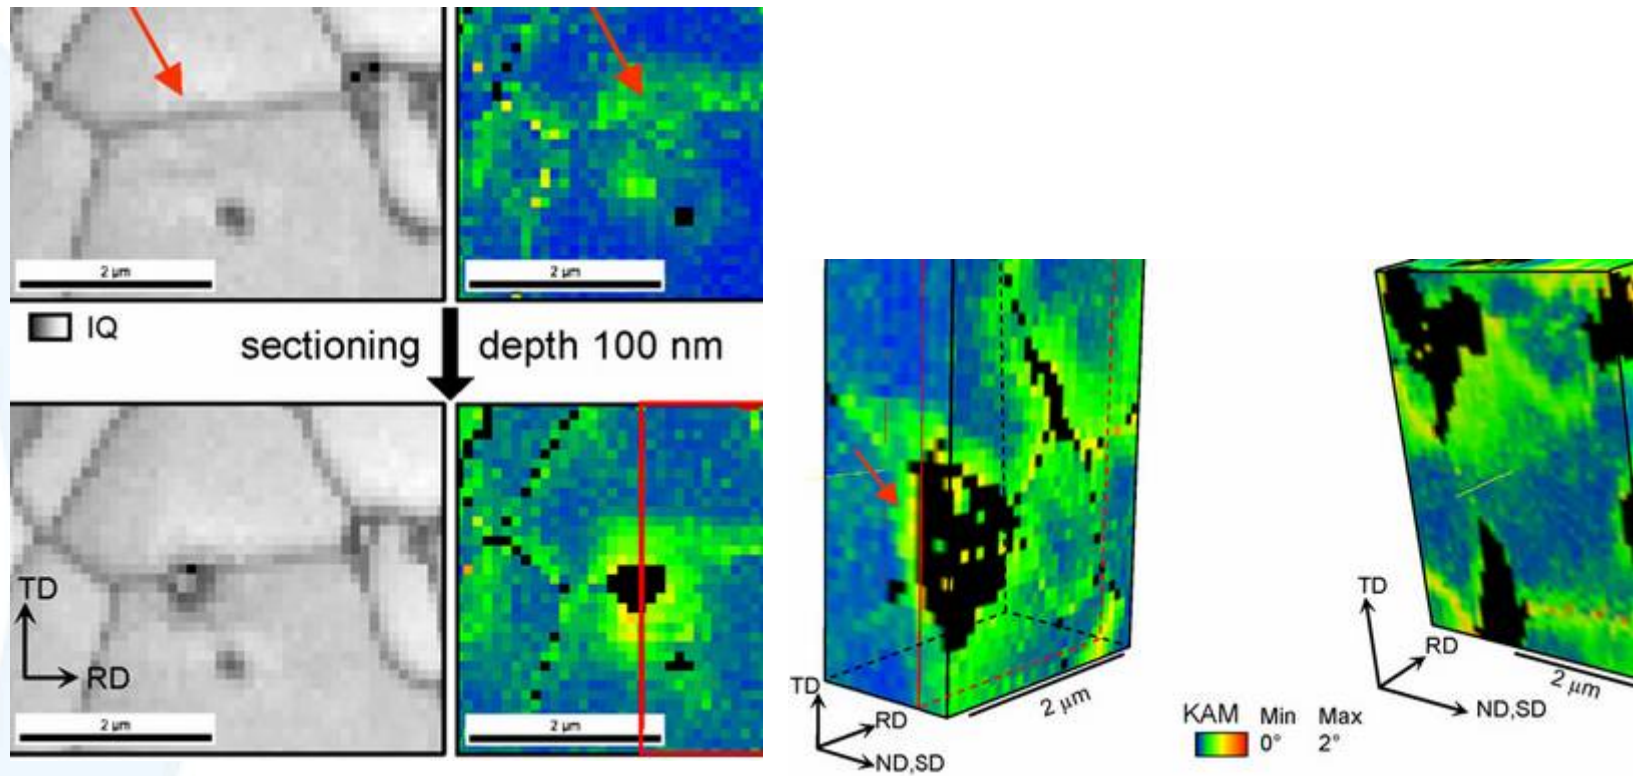 2 µm
2 µm
IQ
sectioning depth 100 nm
TD
RD
2 µm
2 µm
TD
RD
ND,SD
2 µm
KAM Min Max
0° 2°
TD
RD
ND,SD
2 µm